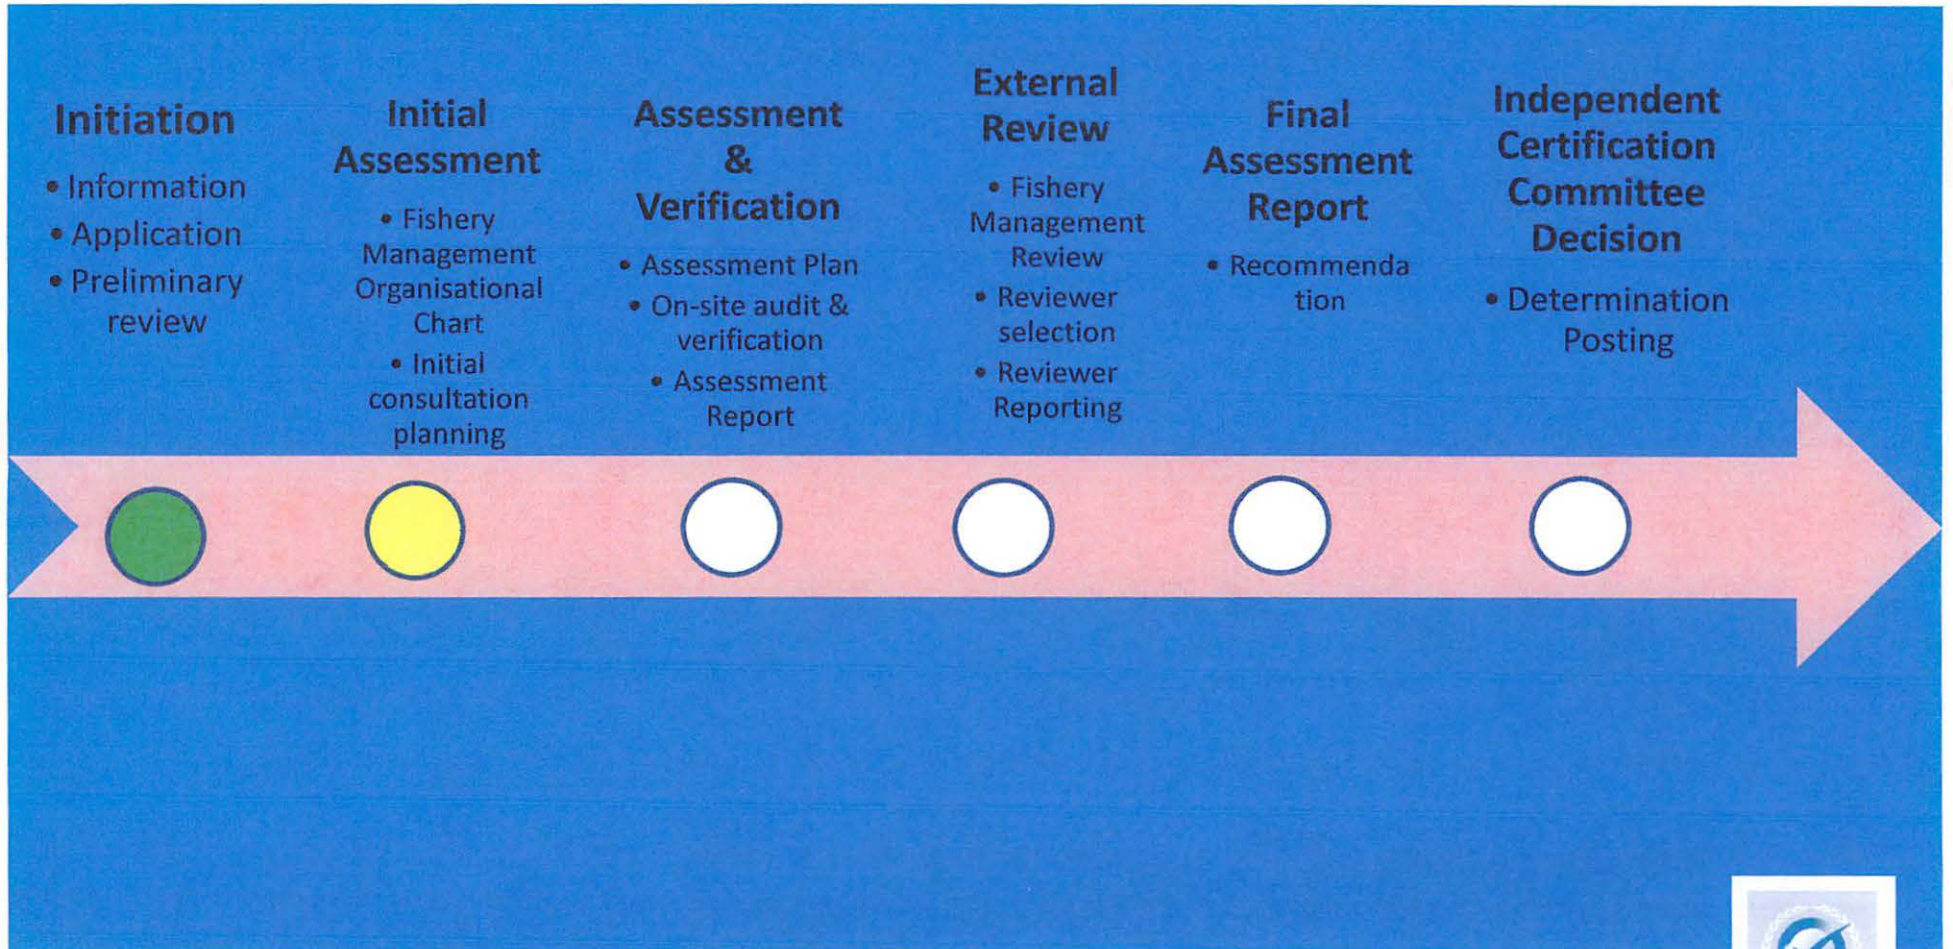 Initiation
• Information
• Application
• Preliminary
review
Initial
Assessment
• Fishery
Management
Organisational
Chart
• Initial
consultation
planning
Assessment
&
Verification
• Assessment Plan
• On-site audit &
verification
• Assessment
Report
External
Review
• Fishery
Management
Review
• Reviewer
selection
• Reviewer
Reporting
Final
Assessment
Report
• Recommenda
tion
Independent
Certification
Committee
Decision
• Determination
Posting